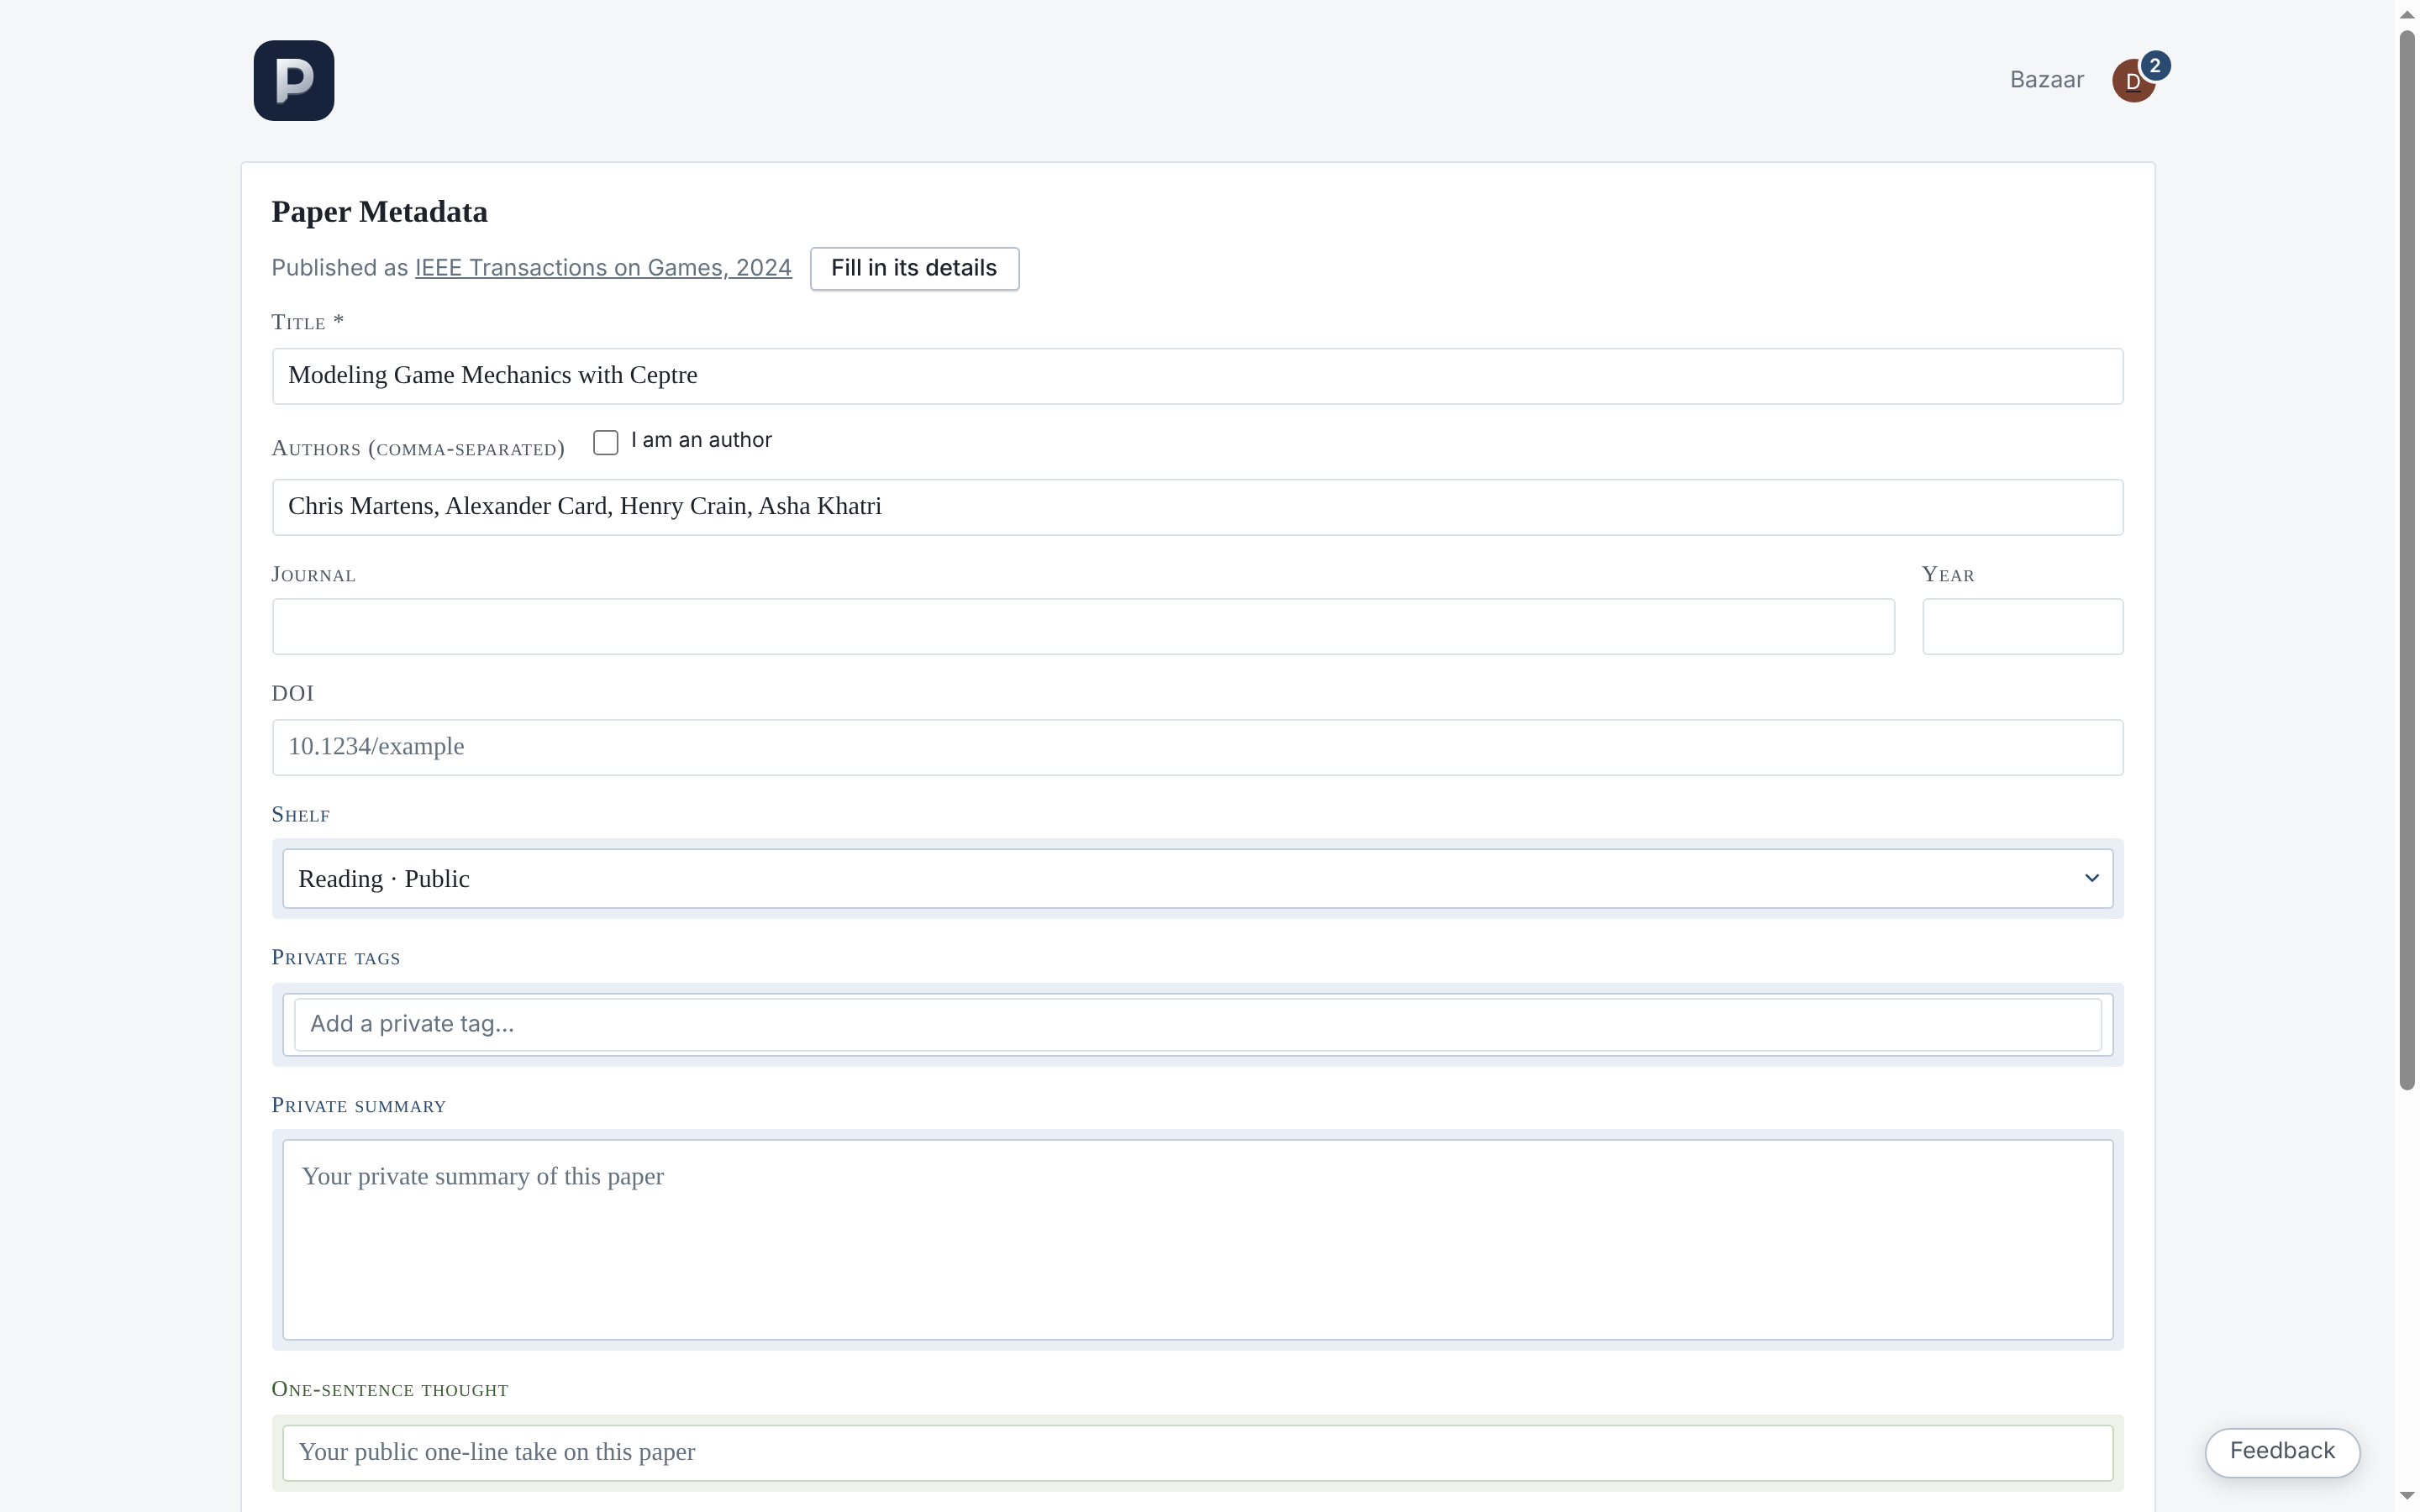 P
Bazaar
D
2
Paper Metadata
Published as IEEE Transactions on Games, 2024
Fill in its details
Title *
Modeling Game Mechanics with Ceptre
Authors (comma-separated)
I am an author
Chris Martens, Alexander Card, Henry Crain, Asha Khatri
Journal
Year
DOI
10.1234/example
Shelf
Reading · Public
Private tags
Add a private tag...
Private summary
Your private summary of this paper
One-sentence thought
Your public one-line take on this paper
Feedback